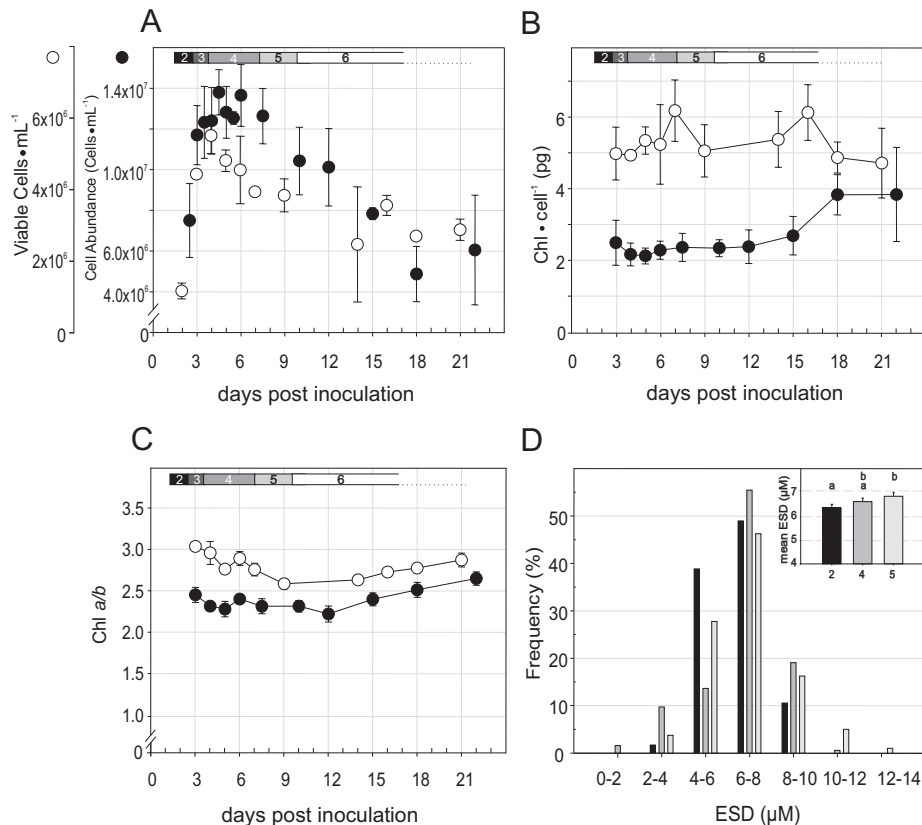 A
2 3 4 5 6
Viable Cells•mL⁻¹
6x10⁶
4x10⁶
2x10⁶
0
Cell Abundance (Cells•mL⁻¹)
1.4x10⁷
1.0x10⁷
8.0x10⁶
6.0x10⁶
4.0x10⁶
0 3 6 9 12 15 18 21
days post inoculation
B
2 3 4 5 6
Chl • cell⁻¹ (pg)
6
4
2
0
0 3 6 9 12 15 18 21
days post inoculation
C
2 3 4 5 6
Chl a/b
3.5
3.0
2.5
2.0
1.5
1.0
0
0 3 6 9 12 15 18 21
days post inoculation
D
Frequency (%)
50
40
30
20
10
0
0-2 2-4 4-6 6-8 8-10 10-12 12-14
ESD (µM)
mean ESD (µM)
7
6
5
4
a b a b
2 4 5